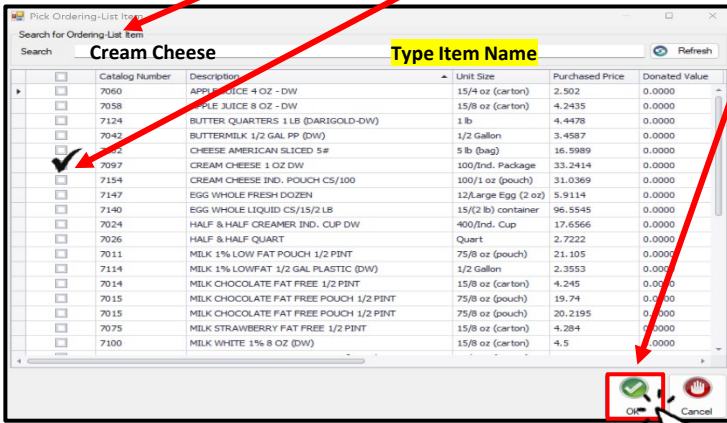 Pick Ordering-List Item
Search for Ordering-List Item
Search Cream Cheese Type Item Name Refresh
Catalog Number Description Unit Size Purchased Price Donated Value
7060 APPLE JUICE 4 OZ - DW 15/4 oz (carton) 2.502 0.0000
7058 APPLE JUICE 8 OZ - DW 15/8 oz (carton) 4.2435 0.0000
7124 BUTTER QUARTERS 1 LB (DARIGOLD-DW) 1 lb 4.4478 0.0000
7042 BUTTERMILK 1/2 GAL PP (DW) 1/2 Gallon 3.4587 0.0000
CHEESE AMERICAN SLICED 5# 5 lb (bag) 16.5989 0.0000
7097 CREAM CHEESE 1 OZ DW 100/Ind. Package 33.2414 0.0000
7154 CREAM CHEESE IND. POUCH CS/100 100/1 oz (pouch) 31.0369 0.0000
7147 EGG WHOLE FRESH DOZEN 12/Large Egg (2 oz) 5.9114 0.0000
7140 EGG WHOLE LIQUID CS/15/2 LB 15/(2 lb) container 96.5545 0.0000
7024 HALF & HALF CREAMER IND. CUP DW 400/Ind. Cup 17.6566 0.0000
7026 HALF & HALF QUART Quart 2.7222 0.0000
7011 MILK 1% LOW FAT POUCH 1/2 PINT 75/8 oz (pouch) 21.105 0.0000
7114 MILK 1% LOWFAT 1/2 GAL PLASTIC (DW) 1/2 Gallon 2.3553 0.0000
7014 MILK CHOCOLATE FAT FREE 1/2 PINT 15/8 oz (carton) 4.245 0.0000
7015 MILK CHOCOLATE FAT FREE POUCH 1/2 PINT 75/8 oz (pouch) 19.74 0.0000
7015 MILK CHOCOLATE FAT FREE POUCH 1/2 PINT 75/8 oz (pouch) 20.2195 0.0000
7075 MILK STRAWBERRY FAT FREE 1/2 PINT 15/8 oz (carton) 4.284 0.0000
7100 MILK WHITE 1% 8 OZ (DW) 15/8 oz (carton) 4.5 0.0000
OK Cancel